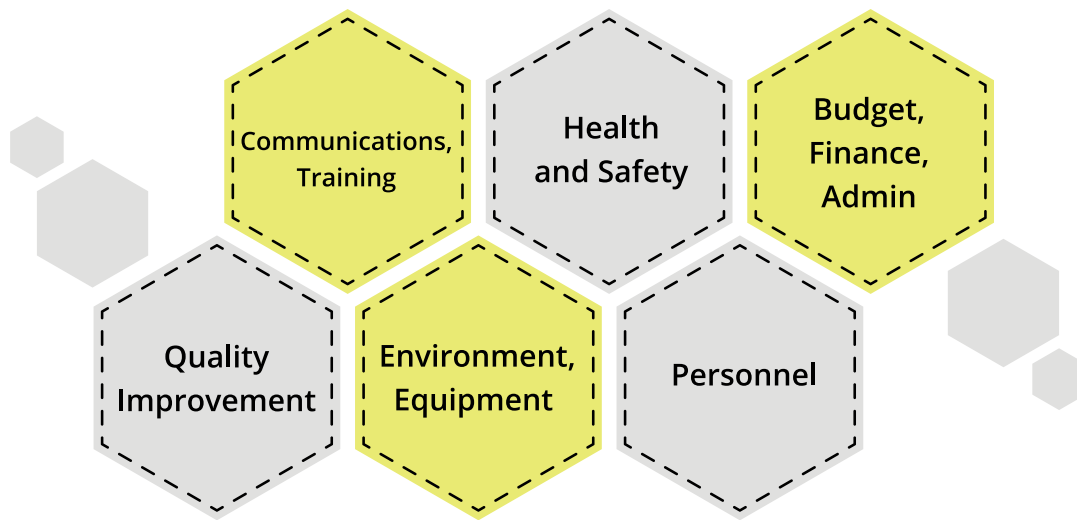 Communications,
Training
Health
and Safety
Budget,
Finance,
Admin
Quality
Improvement
Environment,
Equipment
Personnel